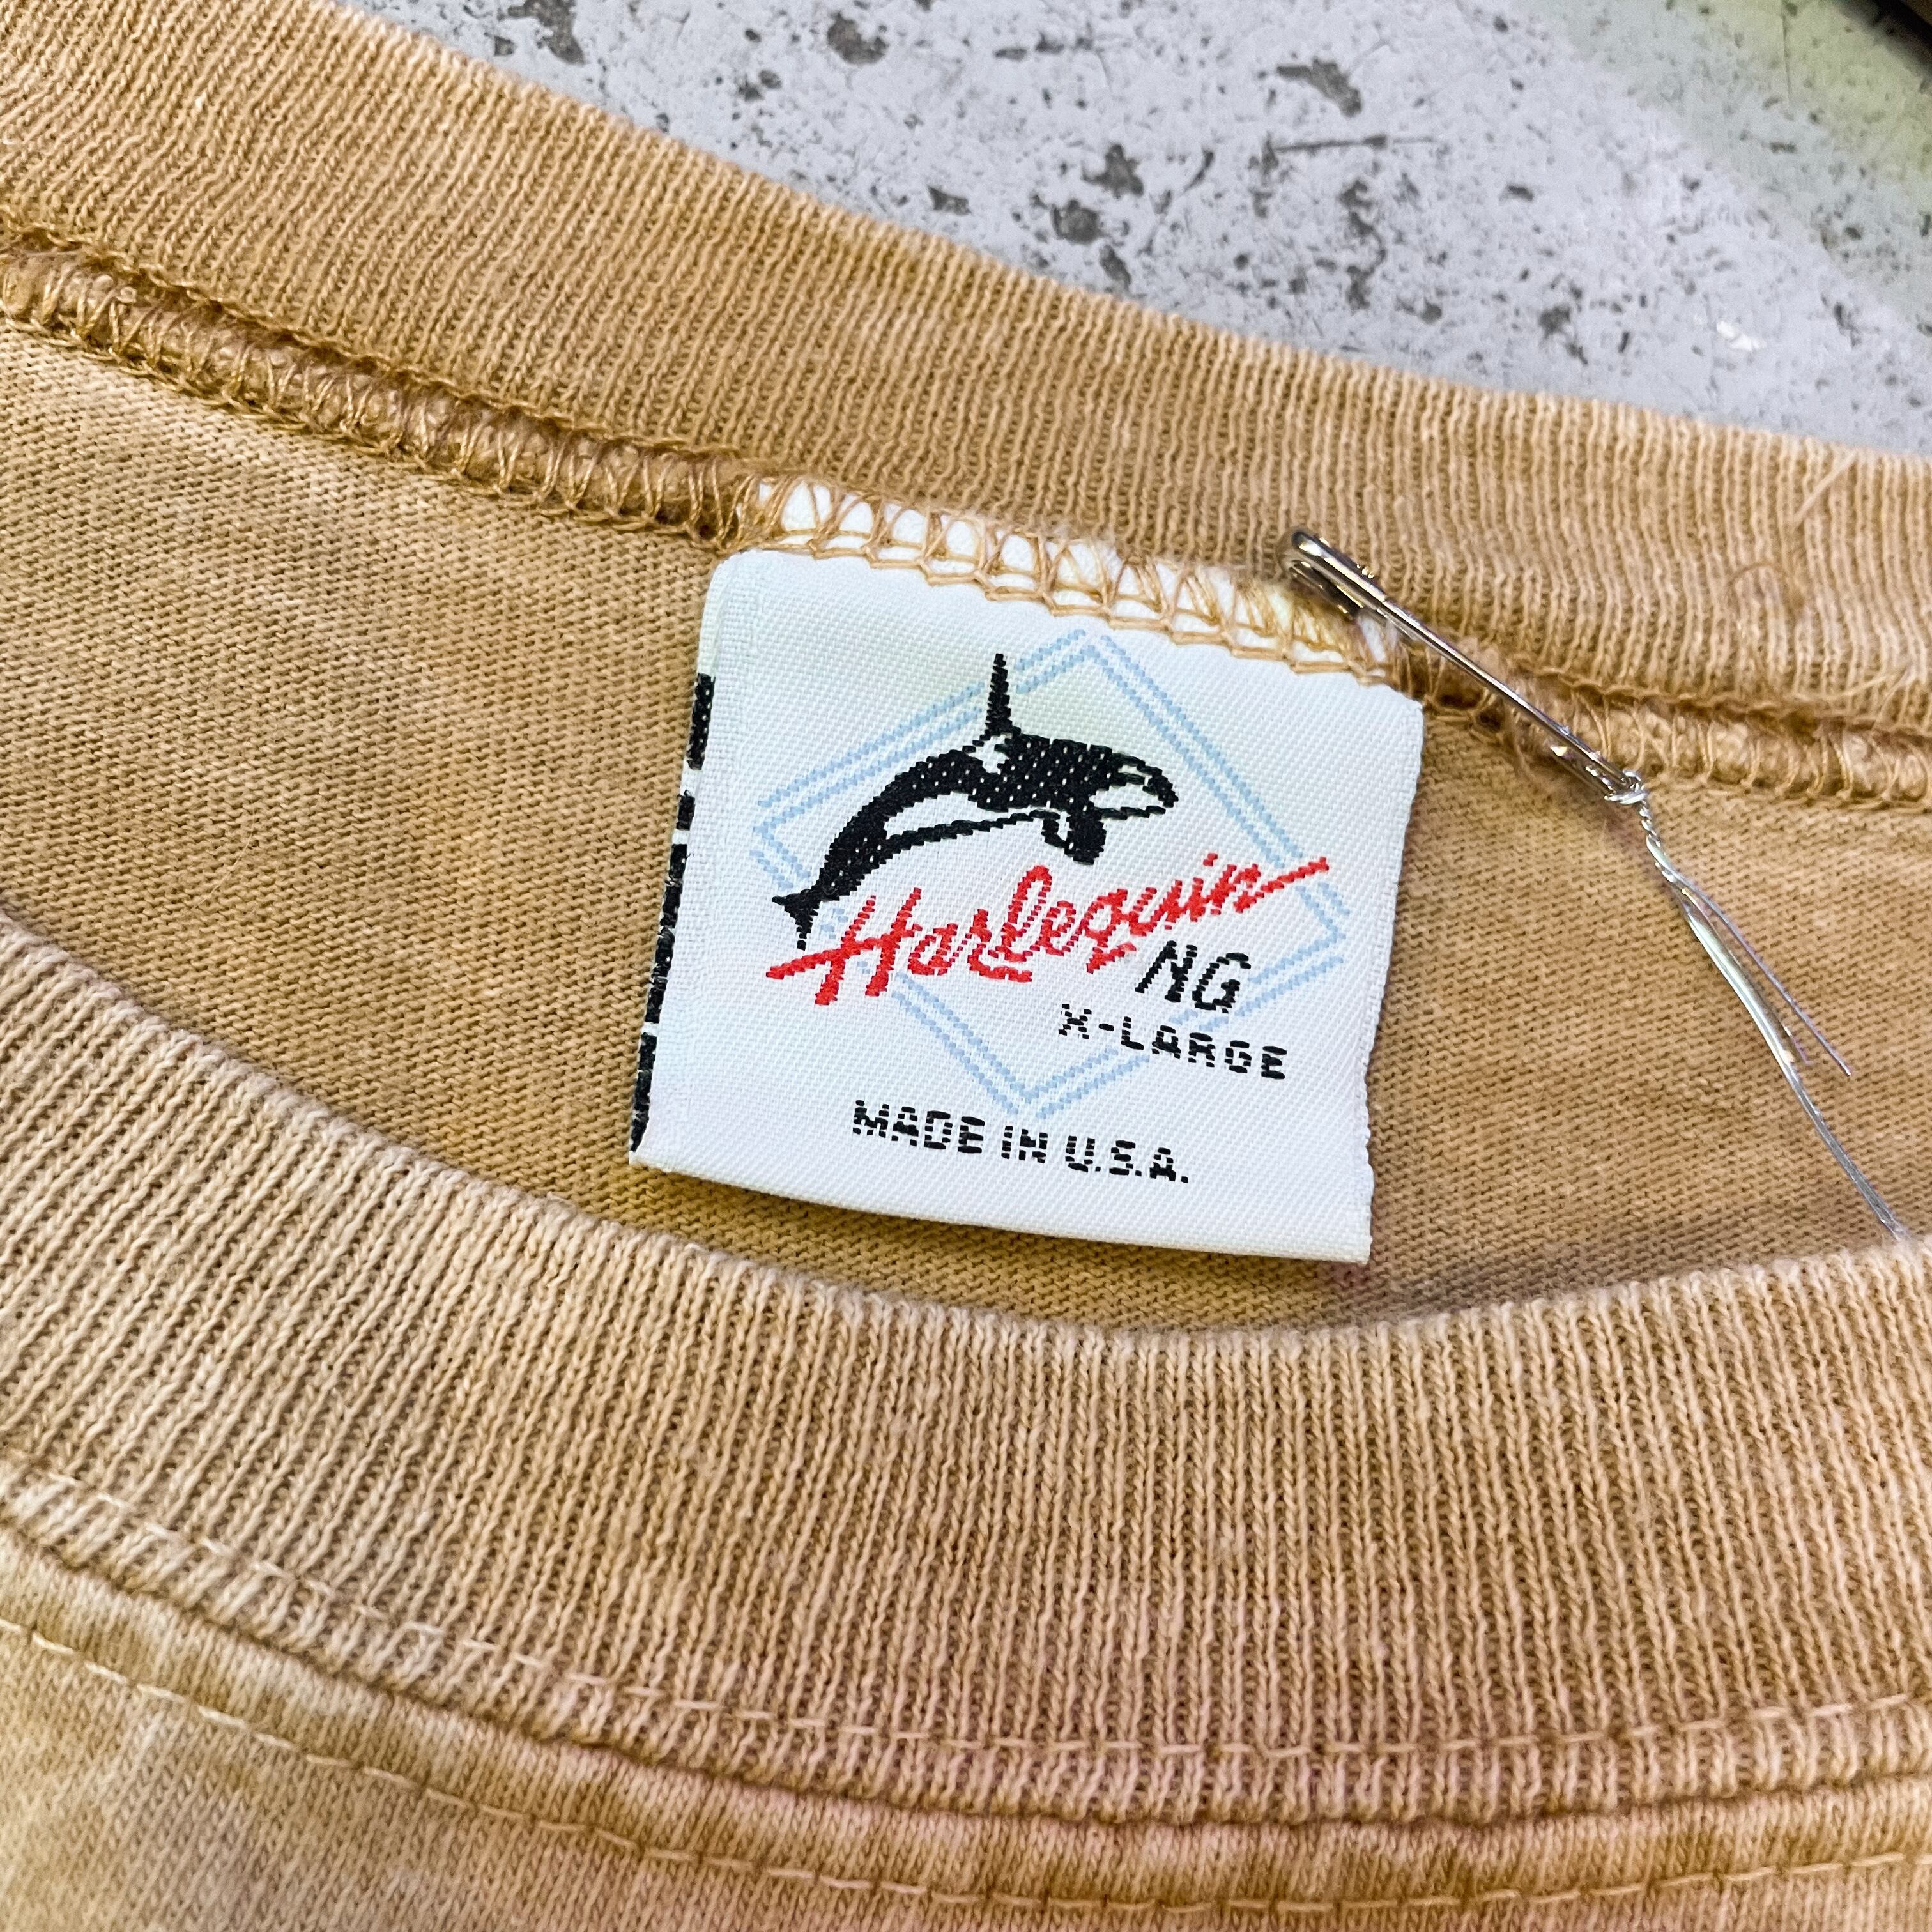 Harlequin
NG
X-LARGE
MADE IN U.S.A.